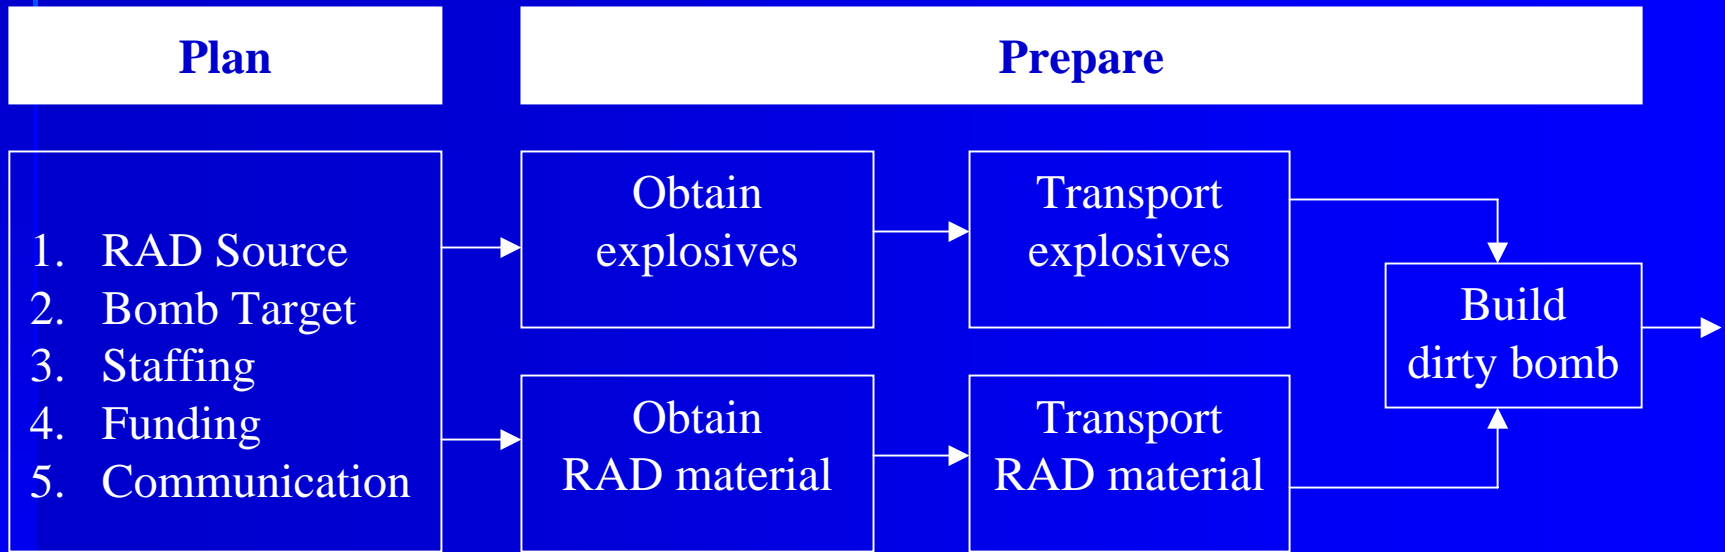 Plan
Prepare
1. RAD Source
2. Bomb Target
3. Staffing
4. Funding
5. Communication
Obtain
explosives
Transport
explosives
Obtain
RAD material
Transport
RAD material
Build
dirty bomb